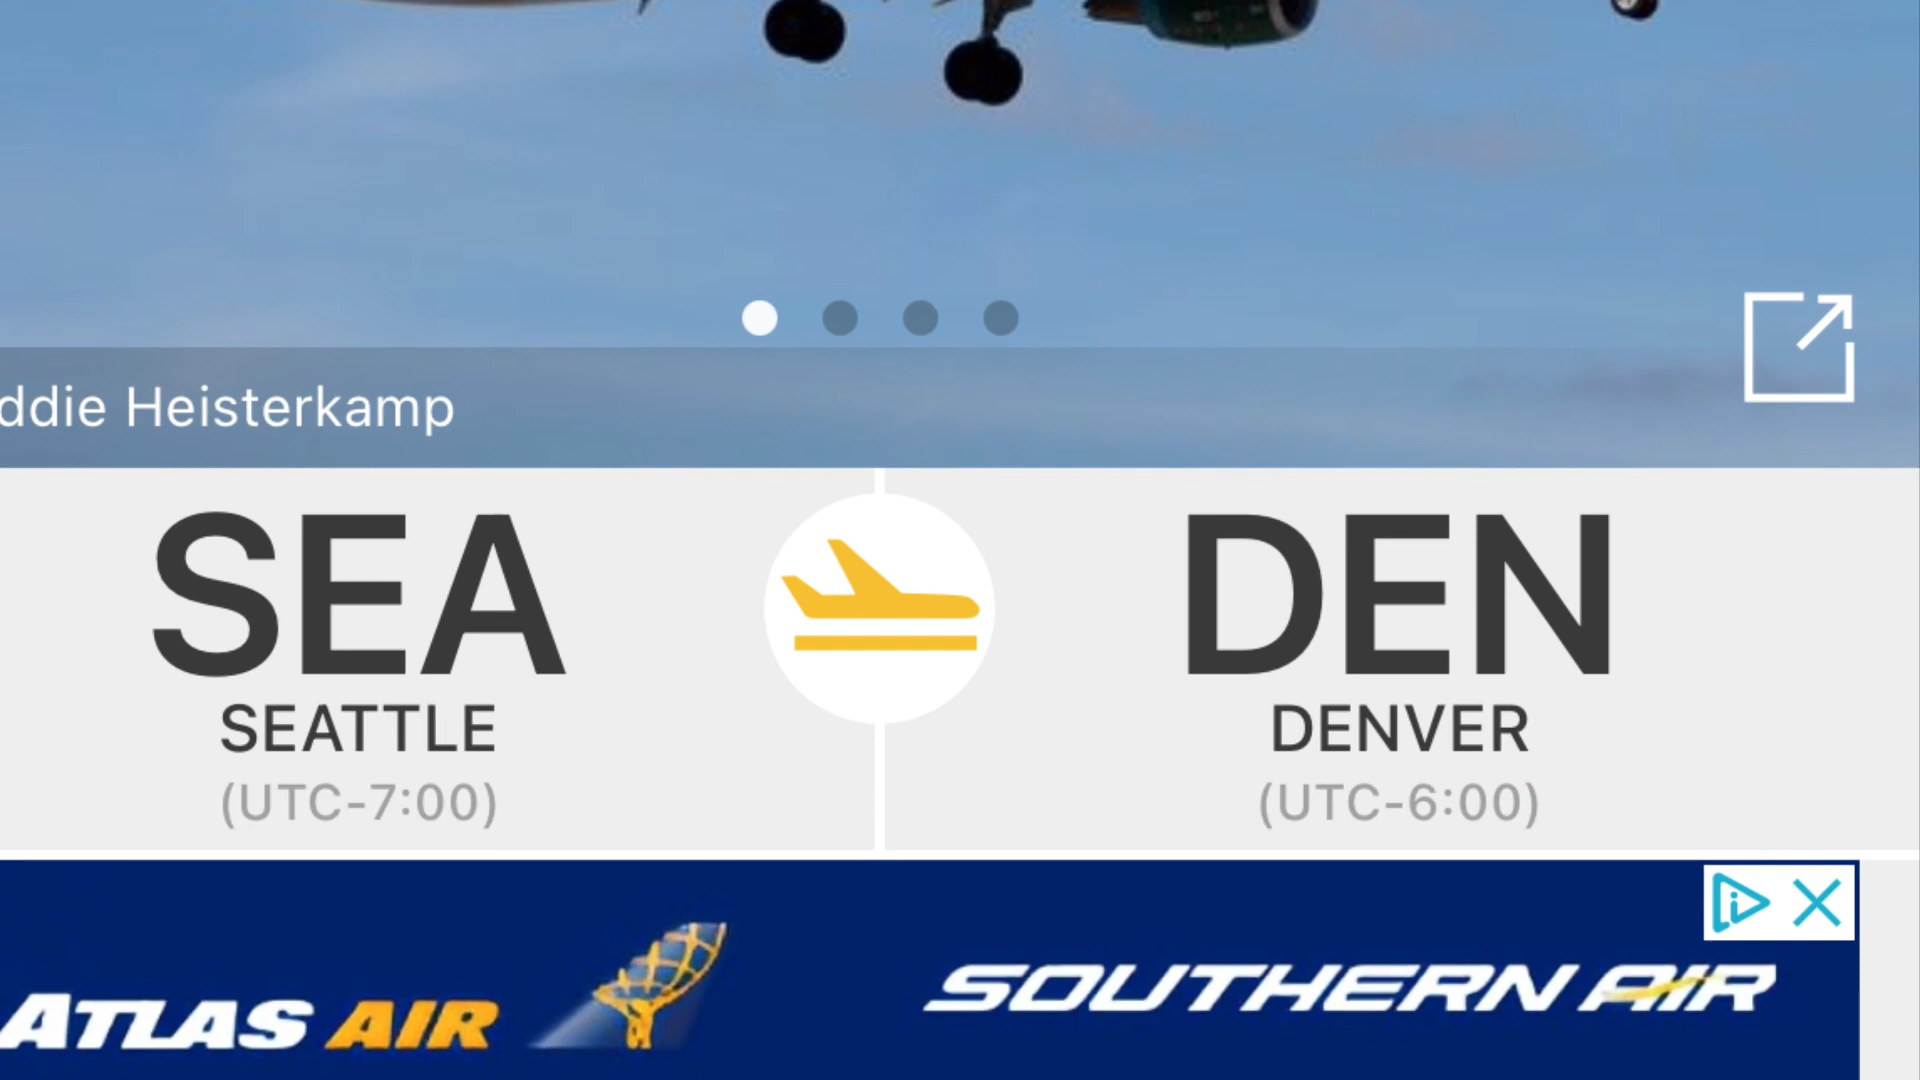 ddie Heisterkamp
SEA
SEATTLE
(UTC-7:00)
DEN
DENVER
(UTC-6:00)
ATLAS AIR
SOUTHERN AIR